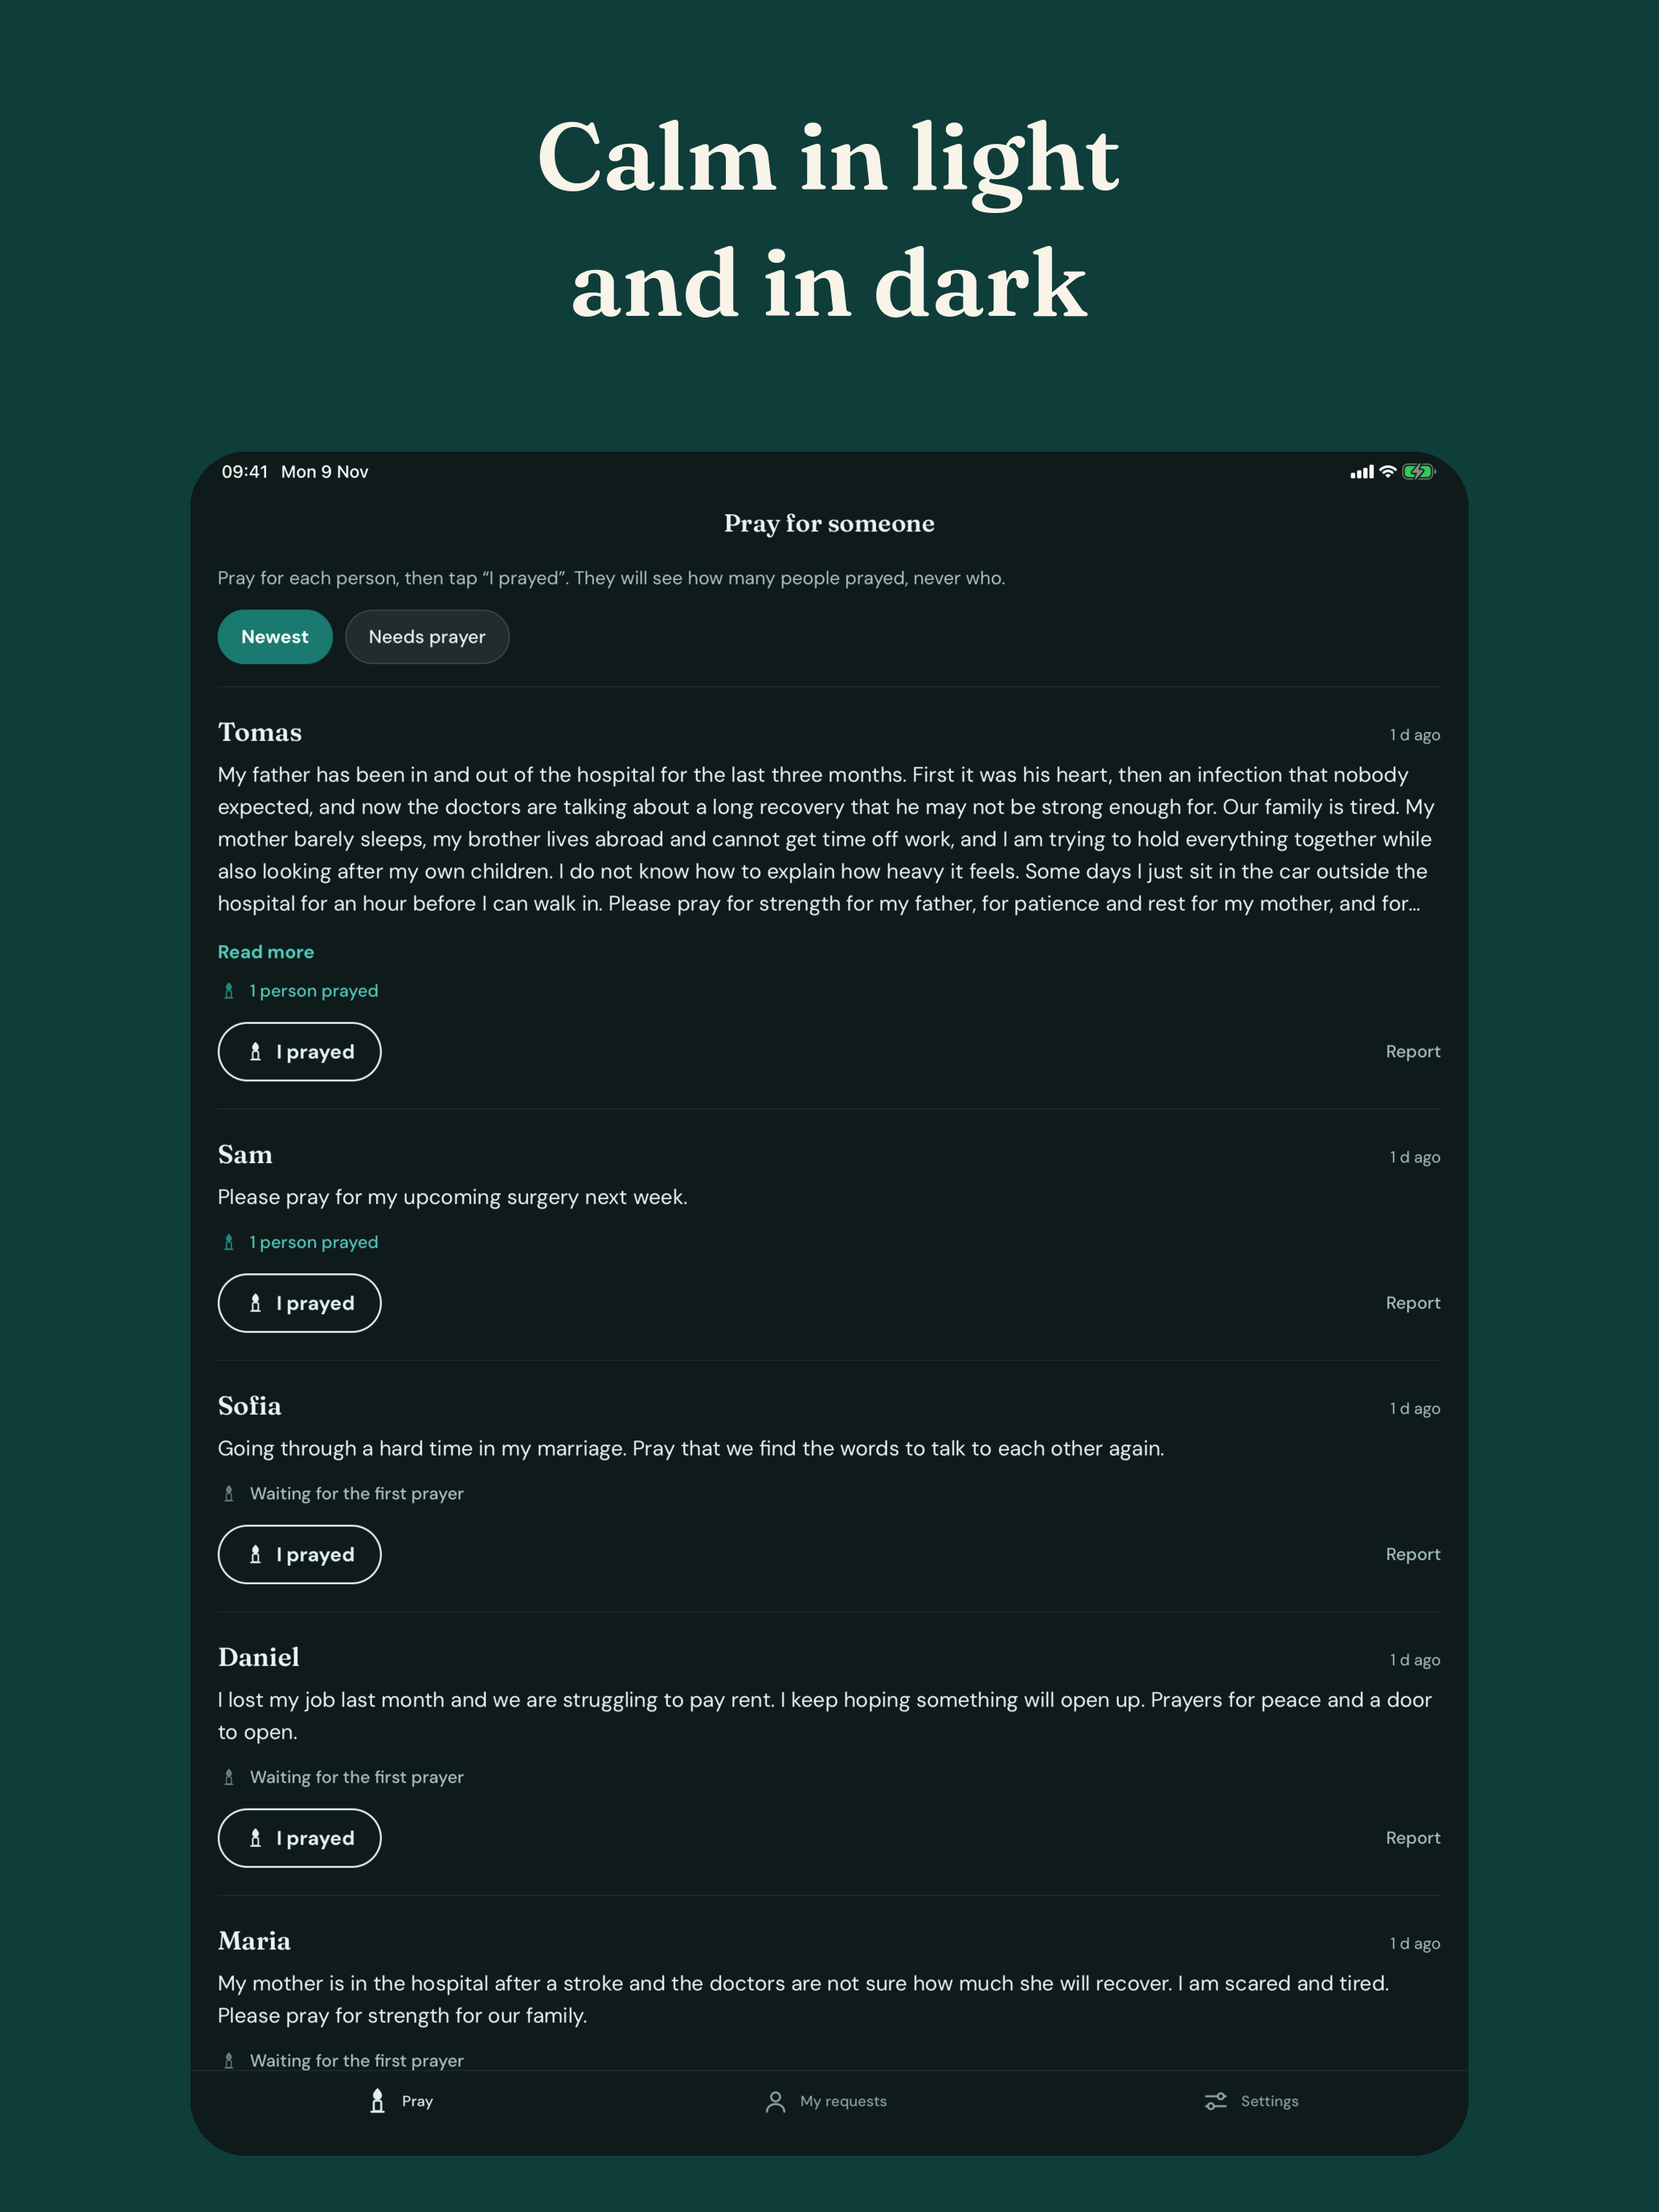 Calm in light
and in dark
09:41 Mon 9 Nov
Pray for someone
Pray for each person, then tap “I prayed”. They will see how many people prayed, never who.
Newest Needs prayer
Tomas 1 d ago
My father has been in and out of the hospital for the last three months. First it was his heart, then an infection that nobody
expected, and now the doctors are talking about a long recovery that he may not be strong enough for. Our family is tired. My
mother barely sleeps, my brother lives abroad and cannot get time off work, and I am trying to hold everything together while
also looking after my own children. I do not know how to explain how heavy it feels. Some days I just sit in the car outside the
hospital for an hour before I can walk in. Please pray for strength for my father, for patience and rest for my mother, and for...
Read more
1 person prayed
I prayed Report
Sam 1 d ago
Please pray for my upcoming surgery next week.
1 person prayed
I prayed Report
Sofia 1 d ago
Going through a hard time in my marriage. Pray that we find the words to talk to each other again.
Waiting for the first prayer
I prayed Report
Daniel 1 d ago
I lost my job last month and we are struggling to pay rent. I keep hoping something will open up. Prayers for peace and a door
to open.
Waiting for the first prayer
I prayed Report
Maria 1 d ago
My mother is in the hospital after a stroke and the doctors are not sure how much she will recover. I am scared and tired.
Please pray for strength for our family.
Waiting for the first prayer
Pray My requests Settings